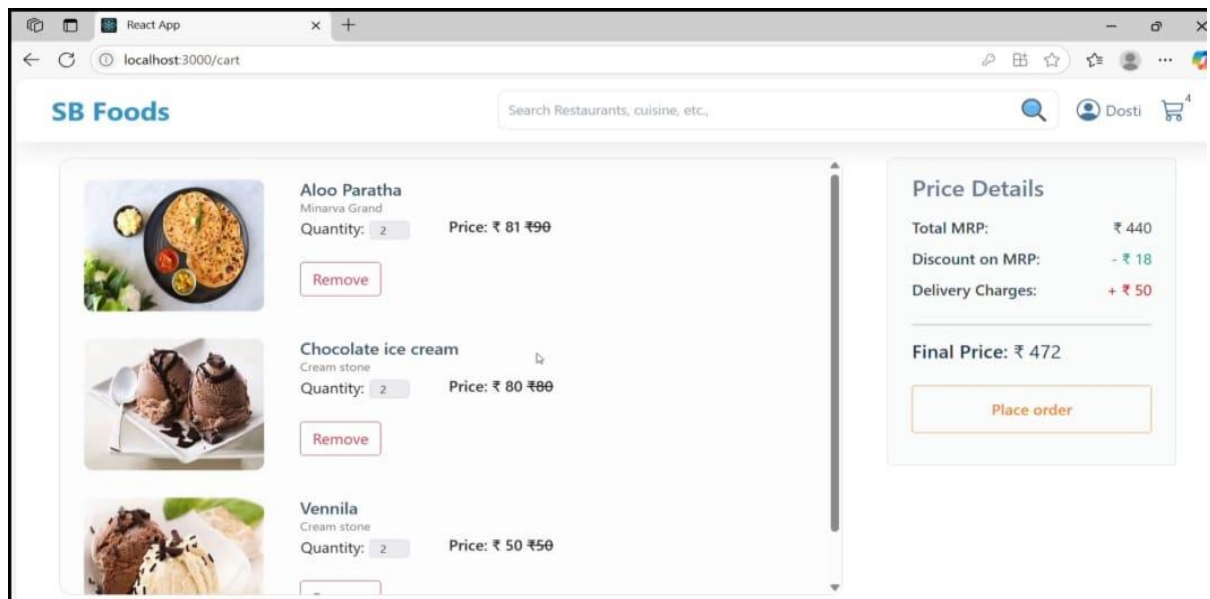 React App
localhost:3000/cart
SB Foods
Search Restaurants, cuisine, etc.,
Dosti
4
Aloo Paratha
Minarva Grand
Quantity: 2
Price: ₹ 81 ₹90
Remove
Chocolate ice cream
Cream stone
Quantity: 2
Price: ₹ 80 ₹80
Remove
Vennila
Cream stone
Quantity: 2
Price: ₹ 50 ₹50
Price Details
Total MRP: ₹ 440
Discount on MRP: - ₹ 18
Delivery Charges: + ₹ 50
Final Price: ₹ 472
Place order